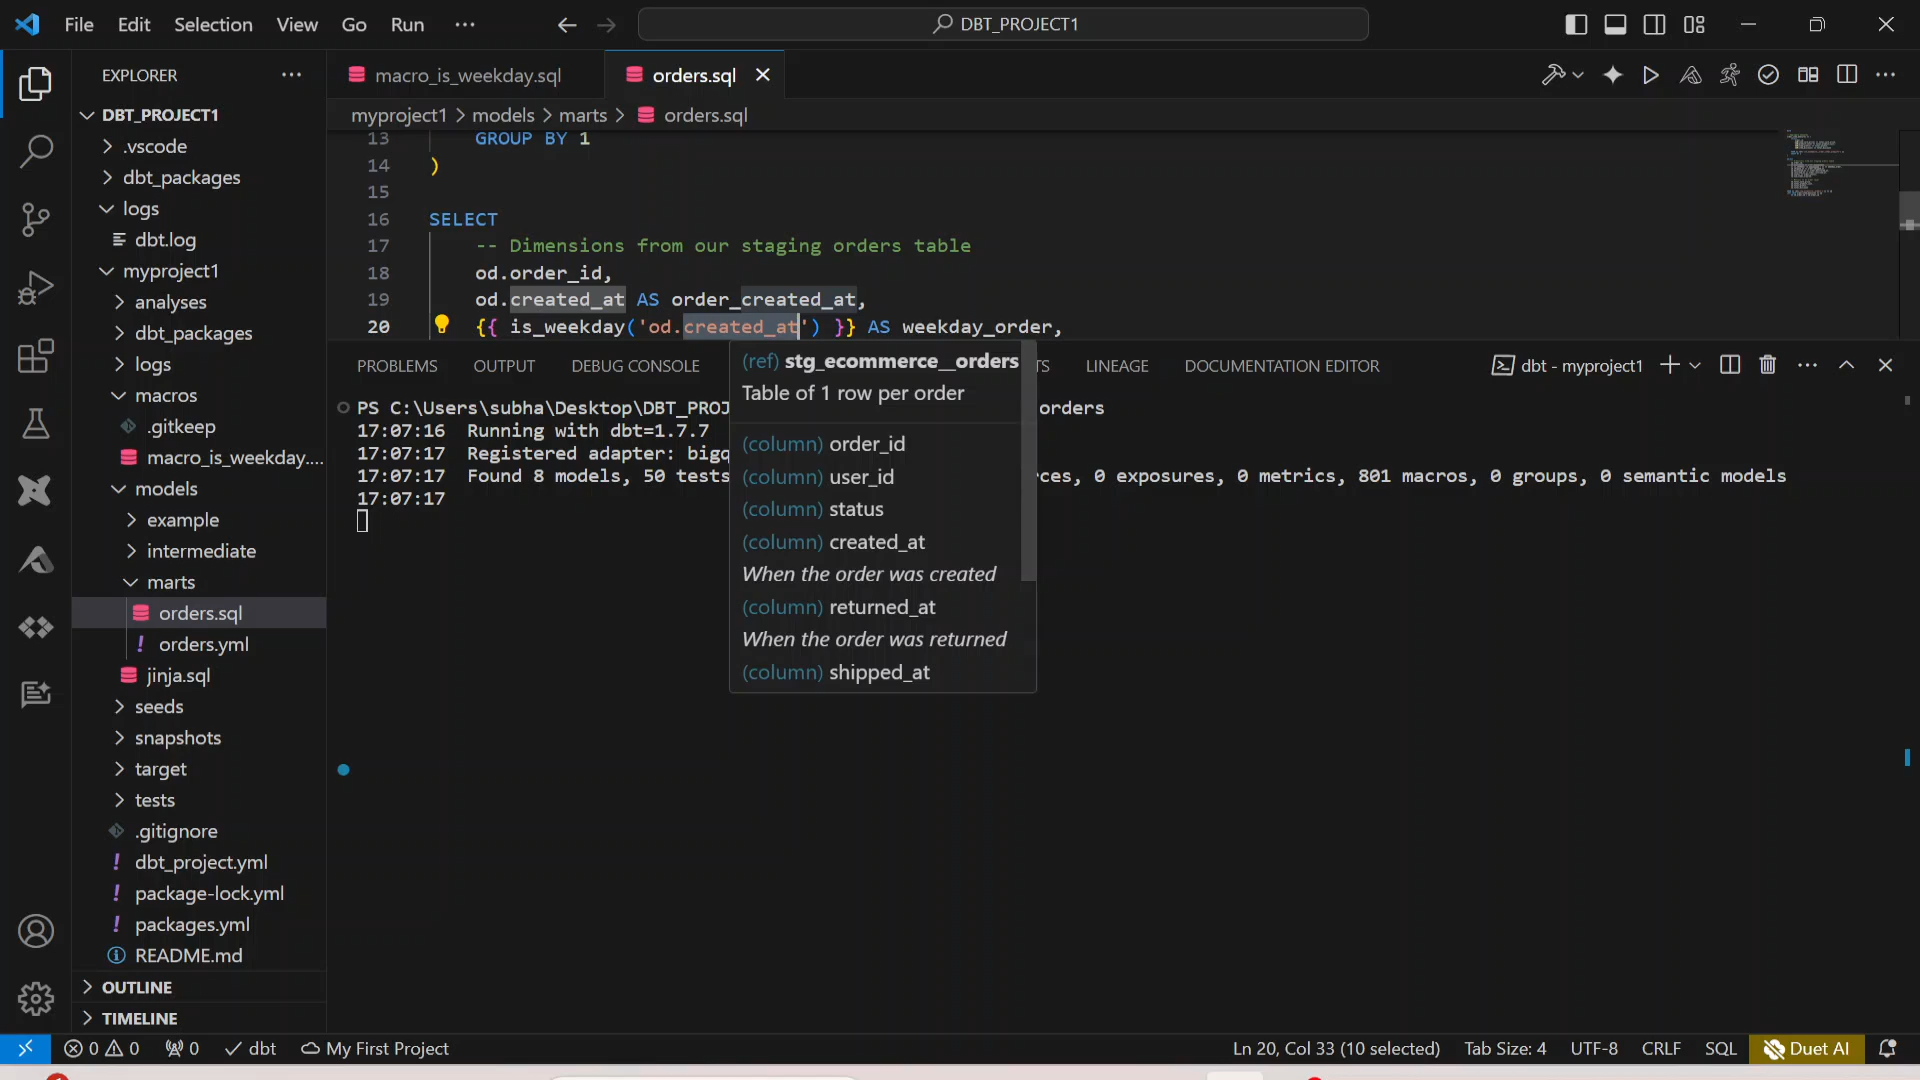 File Edit Selection View Go Run
DBT_PROJECT1
EXPLORER
DBT_PROJECT1
.vscode
dbt_packages
logs
dbt.log
myproject1
analyses
dbt_packages
logs
macros
.gitkeep
macro_is_weekday....
models
example
intermediate
marts
orders.sql
orders.yml
jinja.sql
seeds
snapshots
target
tests
.gitignore
dbt_project.yml
package-lock.yml
packages.yml
README.md
OUTLINE
TIMELINE
macro_is_weekday.sql
orders.sql
myproject1 > models > marts > orders.sql
13 GROUP BY 1
14 )
15
16 SELECT
17 -- Dimensions from our staging orders table
18 od.order_id,
19 od.created_at AS order_created_at,
20 {{ is_weekday('od.created_at') }} AS weekday_order,
PROBLEMS OUTPUT DEBUG CONSOLE TS LINEAGE DOCUMENTATION EDITOR
dbt - myproject1
PS C:\Users\subha\Desktop\DBT_PROJ orders
17:07:16 Running with dbt=1.7.7
17:07:17 Registered adapter: bigq
17:07:17 Found 8 models, 50 tests rces, 0 exposures, 0 metrics, 801 macros, 0 groups, 0 semantic models
17:07:17
(ref) stg_ecommerce__orders
Table of 1 row per order
(column) order_id
(column) user_id
(column) status
(column) created_at
When the order was created
(column) returned_at
When the order was returned
(column) shipped_at
0 0 0 dbt My First Project
Ln 20, Col 33 (10 selected) Tab Size: 4 UTF-8 CRLF SQL Duet AI